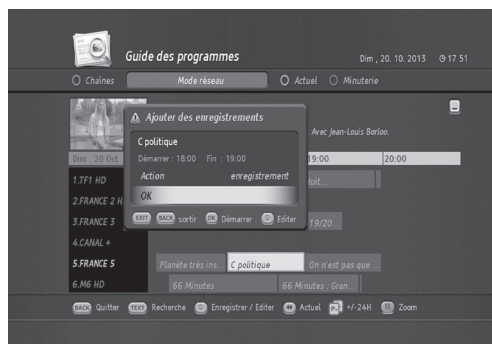 Guide des programmes
Dim , 20. 10. 2013 17 51
Chaînes Mode réseau Actuel Minuterie
Ajouter des enregistrements
C politique
Démarrer : 18:00 Fin : 19:00
Action enregistrement
OK
EXIT BACK sortir OK Démarrer Editer
Avec Jean-Louis Borloo.
Dim . 20 Oct 19:00 20:00
1.TF1 HD
2.FRANCE 2 H
3.FRANCE 3 19/20...
4.CANAL +
5.FRANCE 5 Planète très ins... C politique On n'est pas que ...
6.M6 HD 66 Minutes 66 Minutes : Gran...
BACK Quitter TEXT Recherche Enregistrer / Editer Actuel +/-24H Zoom